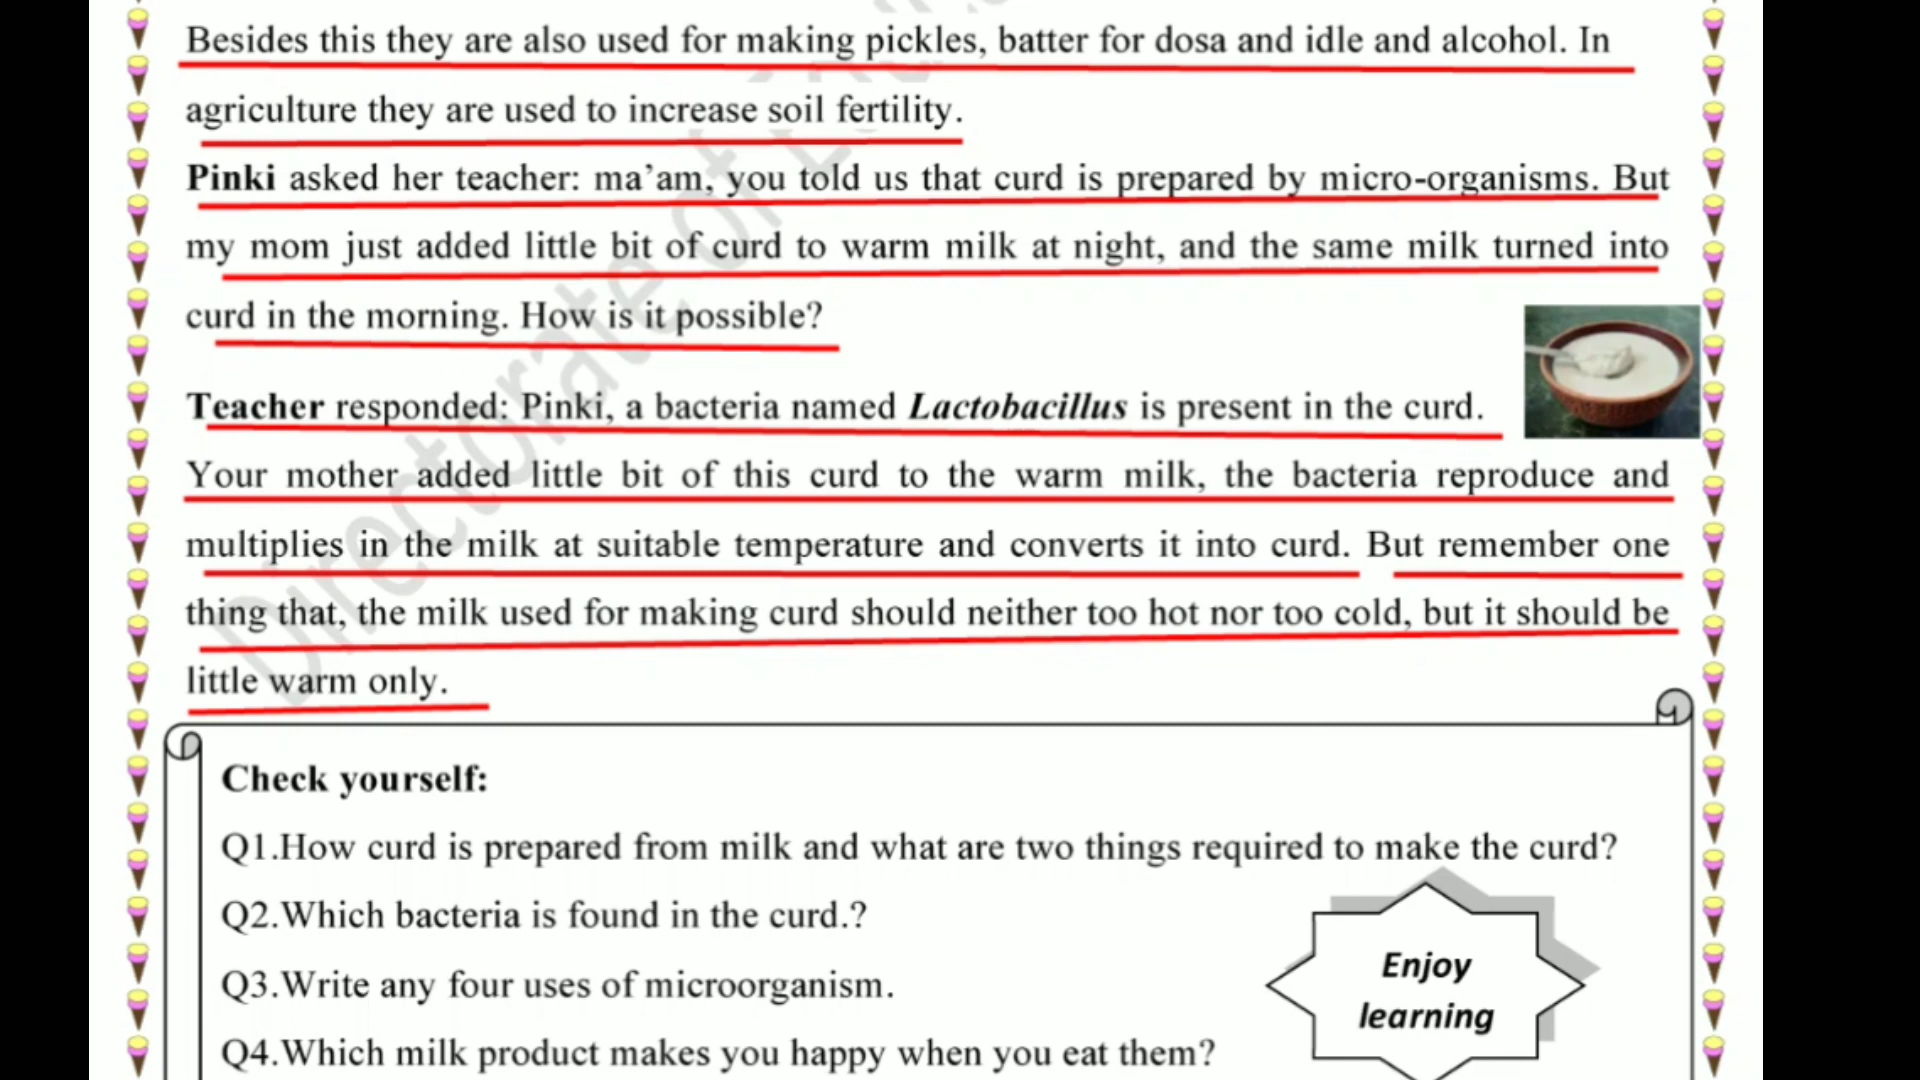 Besides this they are also used for making pickles, batter for dosa and idle and alcohol. In
agriculture they are used to increase soil fertility.
Pinki asked her teacher: ma’am, you told us that curd is prepared by micro-organisms. But
my mom just added little bit of curd to warm milk at night, and the same milk turned into
curd in the morning. How is it possible?
Teacher responded: Pinki, a bacteria named Lactobacillus is present in the curd.
Your mother added little bit of this curd to the warm milk, the bacteria reproduce and
multiplies in the milk at suitable temperature and converts it into curd. But remember one
thing that, the milk used for making curd should neither too hot nor too cold, but it should be
little warm only.
Check yourself:
Q1.How curd is prepared from milk and what are two things required to make the curd?
Q2.Which bacteria is found in the curd.?
Q3.Write any four uses of microorganism.
Q4.Which milk product makes you happy when you eat them?
Enjoy
learning
Directorate of